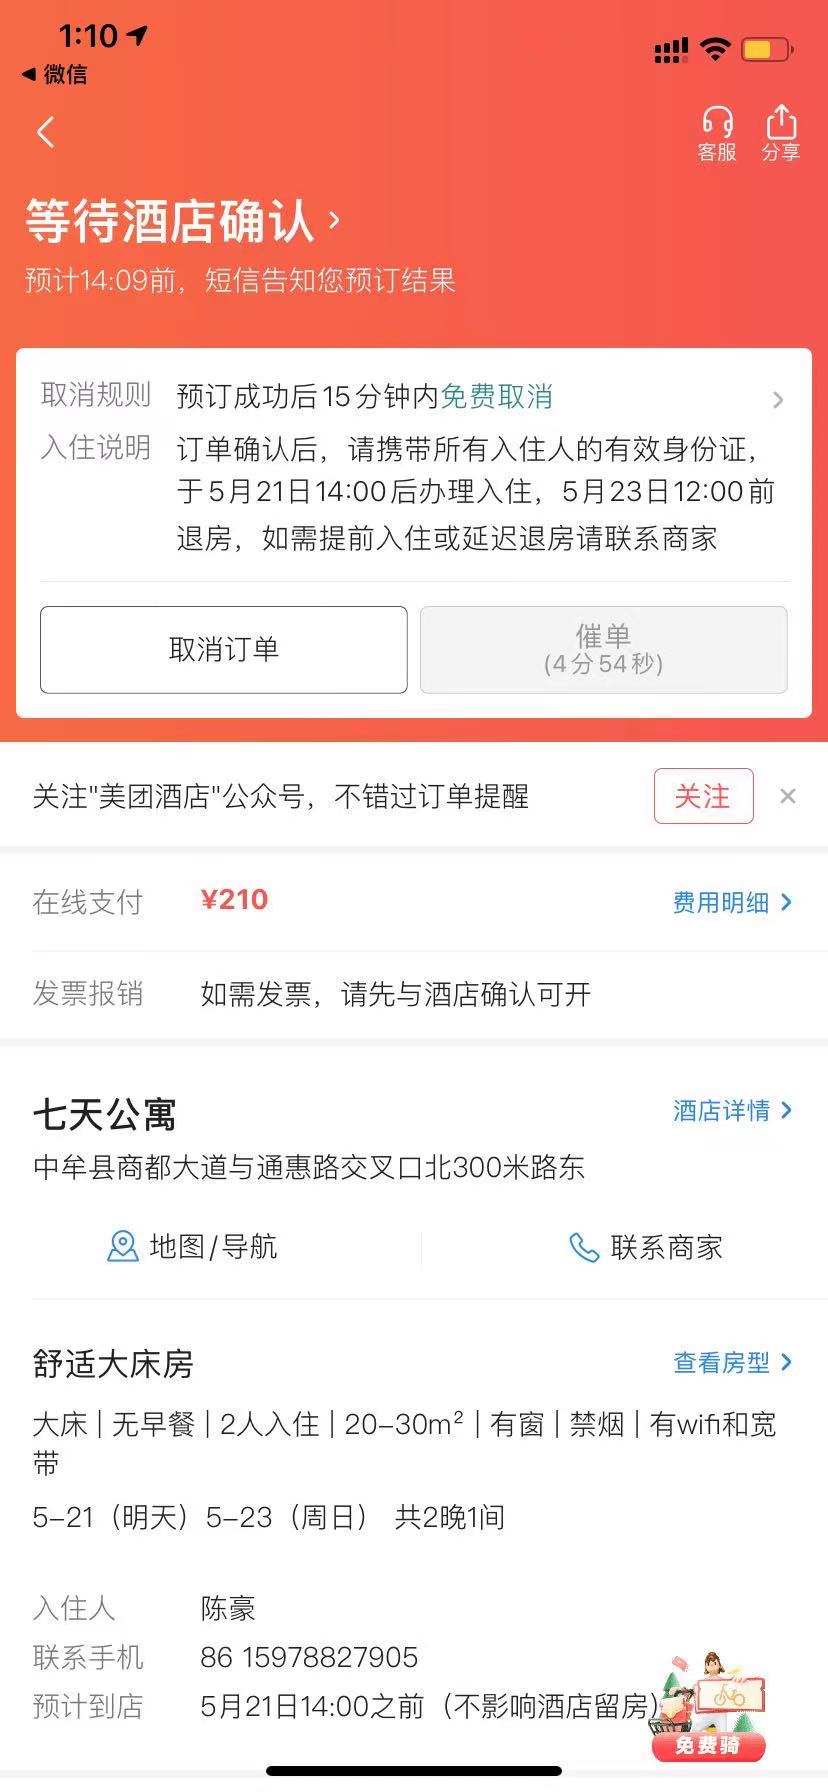 1:10
微信
客服 分享
等待酒店确认
预计14:09前，短信告知您预订结果
取消规则 预订成功后15分钟内免费取消
入住说明 订单确认后，请携带所有入住人的有效身份证，
于5月21日14:00后办理入住，5月23日12:00前
退房，如需提前入住或延迟退房请联系商家
取消订单 催单
(4分54秒)
关注"美团酒店"公众号，不错过订单提醒 关注
在线支付 ¥210 费用明细
发票报销 如需发票，请先与酒店确认可开
七天公寓 酒店详情
中牟县商都大道与通惠路交叉口北300米路东
地图/导航 联系商家
舒适大床房 查看房型
大床 | 无早餐 | 2人入住 | 20-30m² | 有窗 | 禁烟 | 有wifi和宽
带
5-21（明天）5-23（周日） 共2晚1间
入住人 陈豪
联系手机 86 15978827905
预计到店 5月21日14:00之前（不影响酒店留房）
免费骑